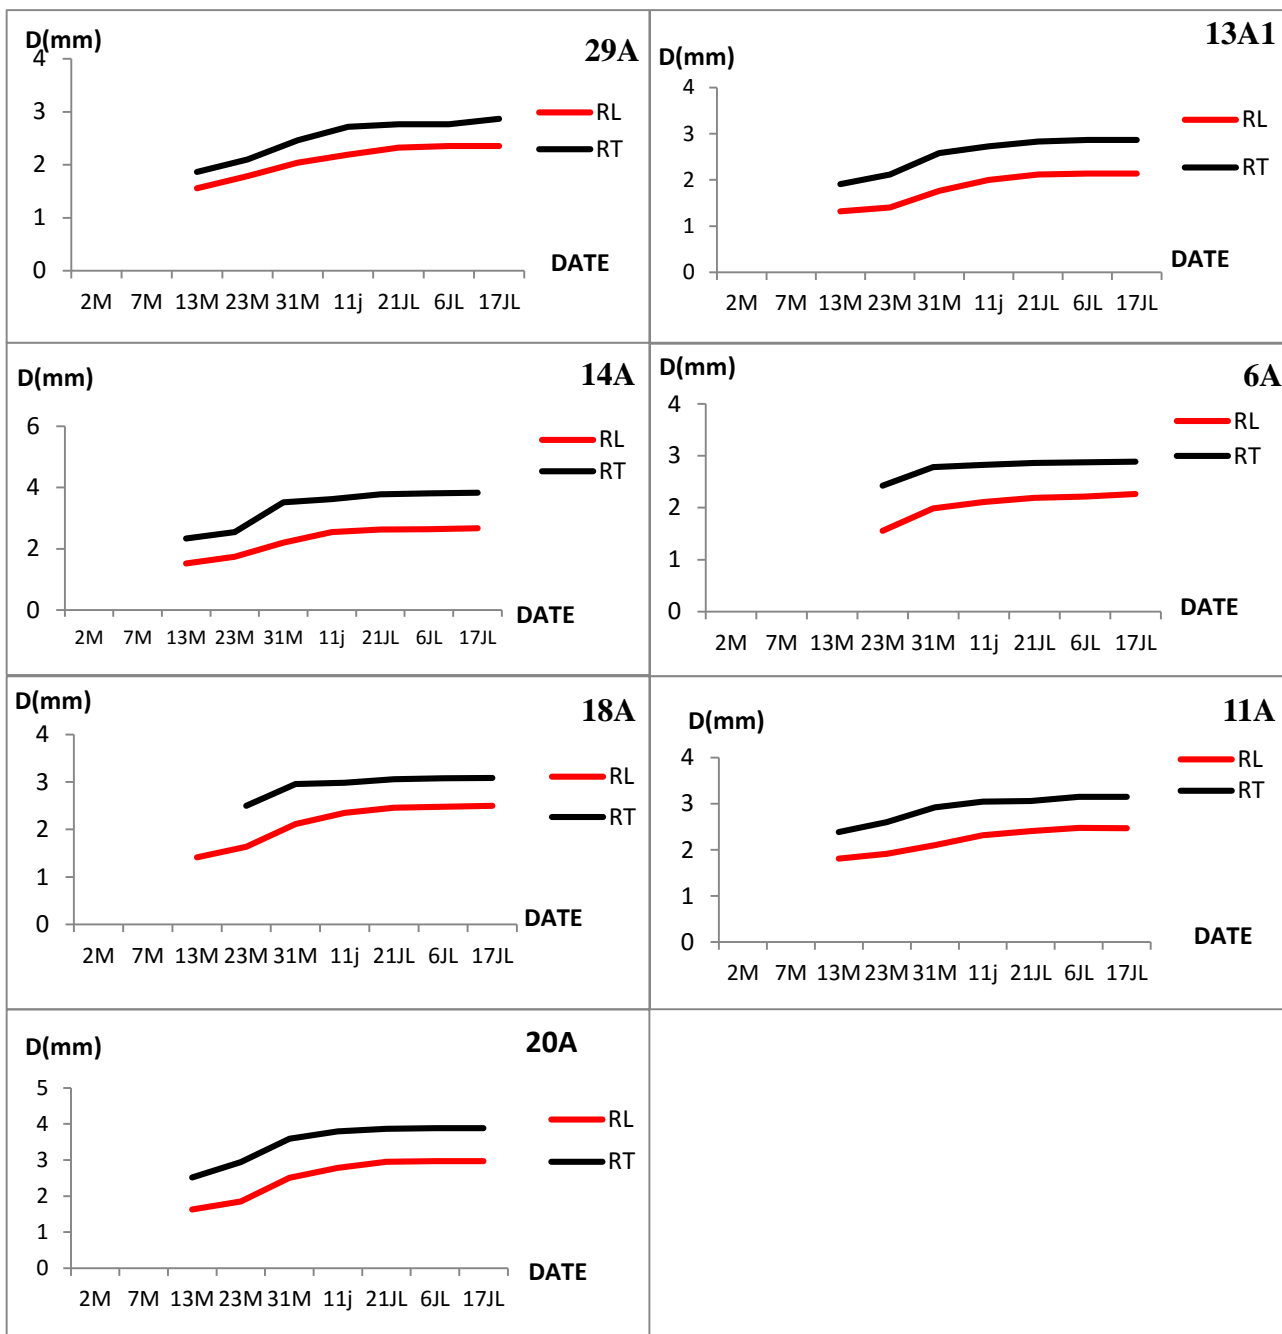 D(mm)
29A
4
3
2
1
0
RL
RT
DATE
2M 7M 13M 23M 31M 11j 21JL 6JL 17JL
13A1
D(mm)
4
3
2
1
0
RL
RT
DATE
2M 7M 13M 23M 31M 11j 21JL 6JL 17JL
D(mm)
14A
6
4
2
0
RL
RT
DATE
2M 7M 13M 23M 31M 11j 21JL 6JL 17JL
D(mm)
6A
4
3
2
1
0
RL
RT
DATE
2M 7M 13M 23M 31M 11j 21JL 6JL 17JL
D(mm)
18A
4
3
2
1
0
RL
RT
DATE
2M 7M 13M 23M 31M 11j 21JL 6JL 17JL
11A
D(mm)
4
3
2
1
0
RL
RT
DATE
2M 7M 13M 23M 31M 11j 21JL 6JL 17JL
D(mm)
20A
5
4
3
2
1
0
RL
RT
DATE
2M 7M 13M 23M 31M 11j 21JL 6JL 17JL